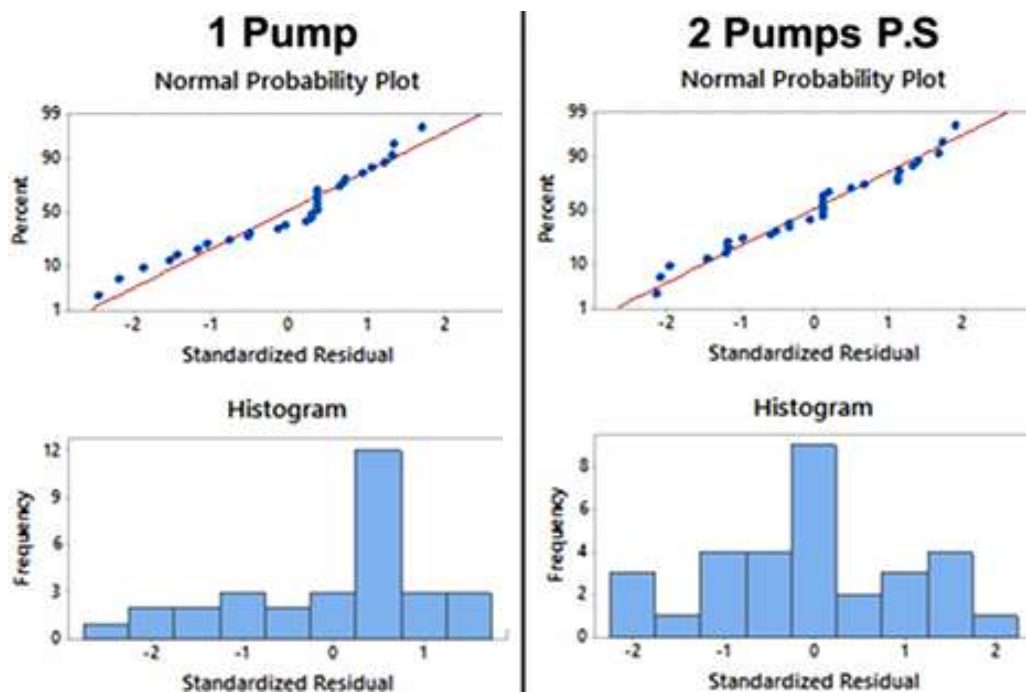 1 Pump
Normal Probability Plot
99
90
50
10
1
Percent
-2 -1 0 1 2
Standardized Residual
Histogram
12
9
6
3
0
Frequency
-2 -1 0 1
Standardized Residual
2 Pumps P.S
Normal Probability Plot
99
90
50
10
1
Percent
-2 -1 0 1 2
Standardized Residual
Histogram
8
6
4
2
0
Frequency
-2 -1 0 1 2
Standardized Residual